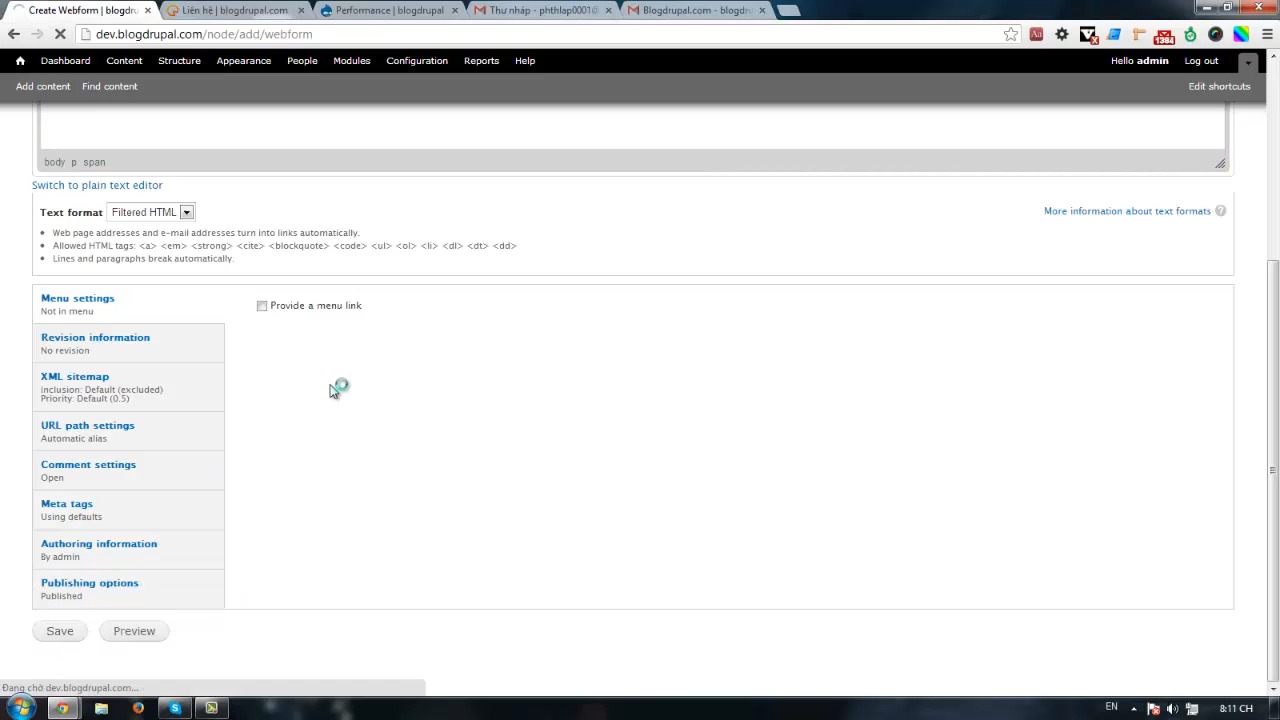 Create Webform | blogdru
Liên hệ | blogdrupal.com
Performance | blogdrupal
Thư nháp - phthlap0001@
Blogdrupal.com - blogdru
dev.blogdrupal.com/node/add/webform
1384
Dashboard Content Structure Appearance People Modules Configuration Reports Help
Hello admin Log out
Add content Find content
Edit shortcuts
body p span
Switch to plain text editor
Text format Filtered HTML
More information about text formats ?
Web page addresses and e-mail addresses turn into links automatically.
Allowed HTML tags: <a> <em> <strong> <cite> <blockquote> <code> <ul> <ol> <li> <dl> <dt> <dd>
Lines and paragraphs break automatically.
Menu settings
Not in menu
Provide a menu link
Revision information
No revision
XML sitemap
Inclusion: Default (excluded)
Priority: Default (0.5)
URL path settings
Automatic alias
Comment settings
Open
Meta tags
Using defaults
Authoring information
By admin
Publishing options
Published
Save Preview
Đang chờ dev.blogdrupal.com...
EN
8:11 CH